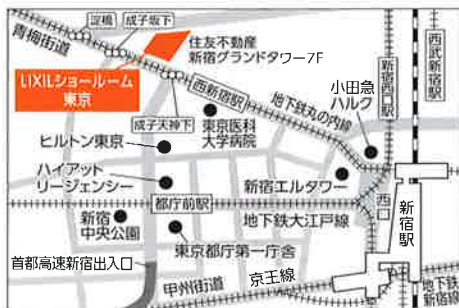 淀橋
成子坂下
青梅街道
住友不動産
新宿グランドタワー7F
LIXILショールーム
東京
西新宿駅
成子天神下
地下鉄丸の内線
新宿西口駅
西武新宿駅
小田急
ハルク
東京医科
大学病院
ヒルトン東京
ハイアット
リージェンシー
新宿エルタワー
都庁前駅
西口
新宿駅
新宿
中央公園
地下鉄大江戸線
東京都庁第一庁舎
首都高速新宿出入口
甲州街道
京王線
地下鉄
新宿線